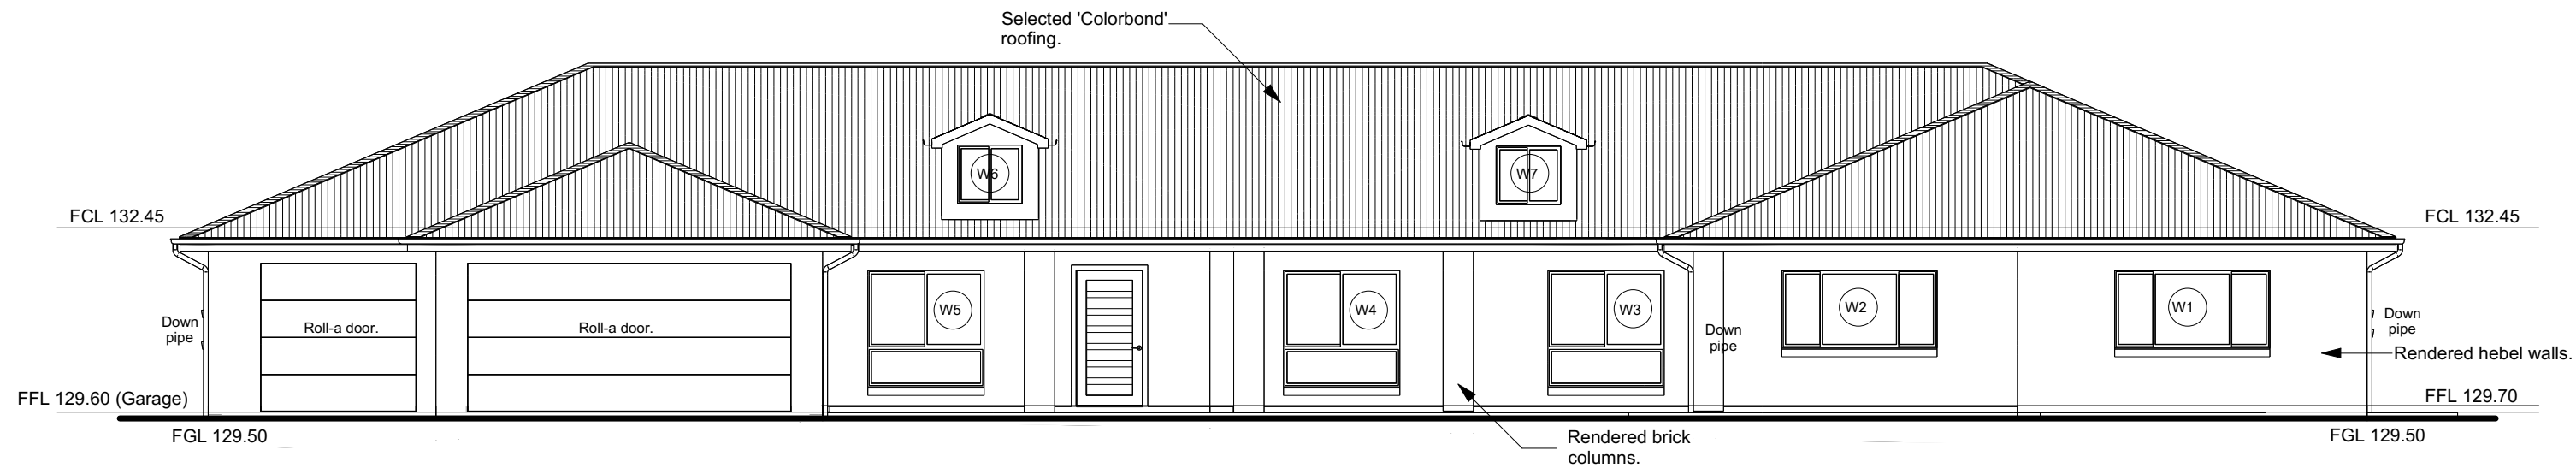 Selected 'Colorbond'
roofing.
W6
W7
FCL 132.45
FCL 132.45
Down
pipe
Roll-a door.
Roll-a door.
W5
W4
W3
Down
pipe
W2
W1
Down
pipe
Rendered hebel walls.
FFL 129.60 (Garage)
FFL 129.70
FGL 129.50
Rendered brick
columns.
FGL 129.50